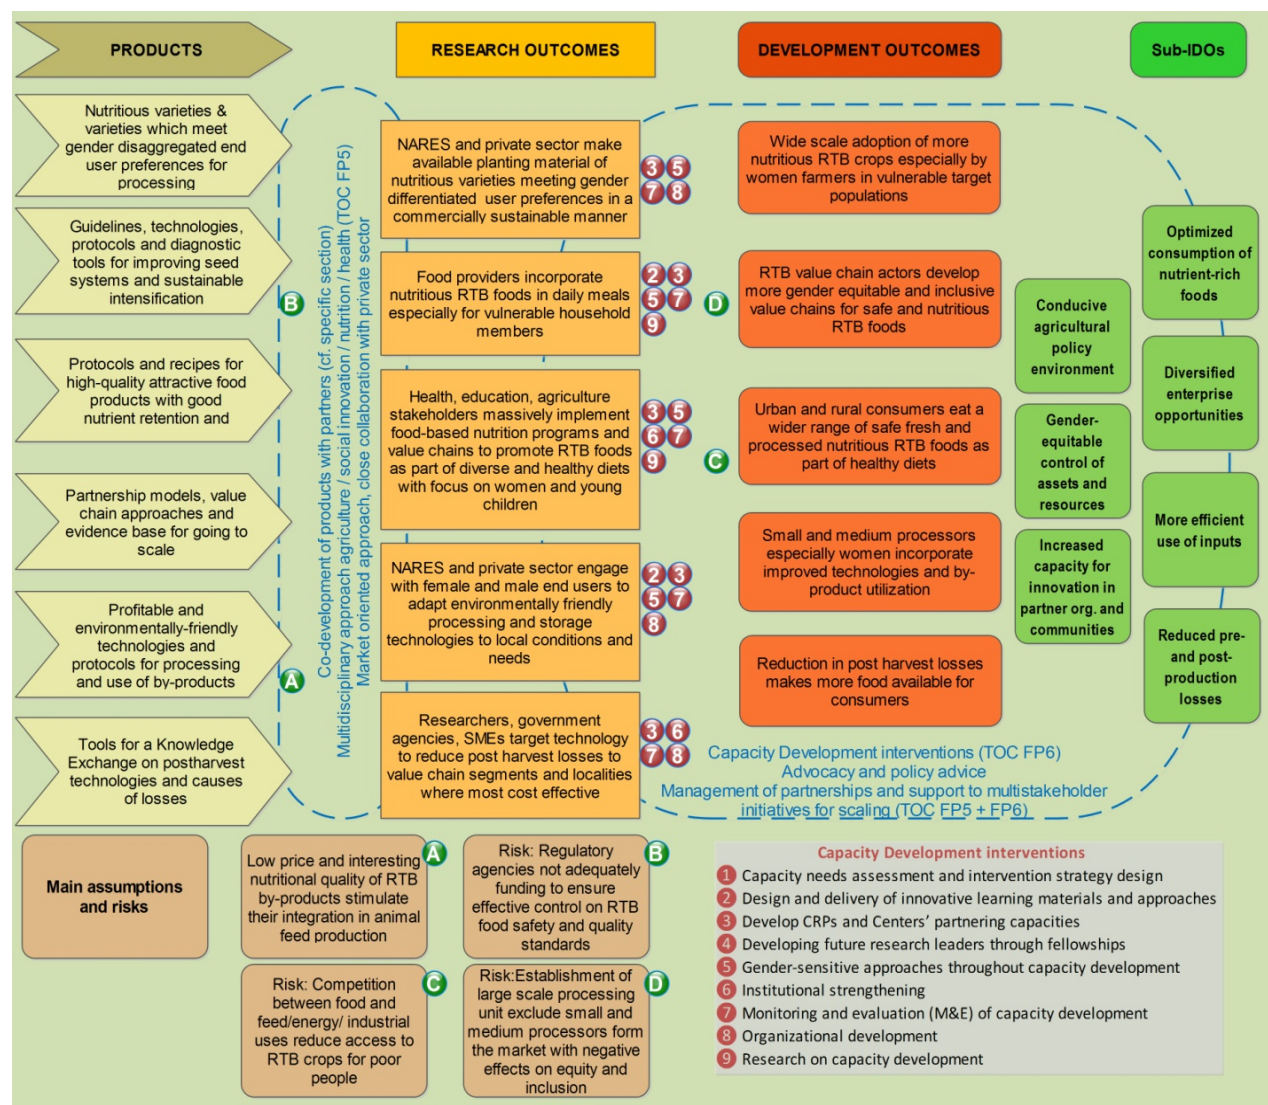 PRODUCTS
RESEARCH OUTCOMES
DEVELOPMENT OUTCOMES
Sub-IDOs
Nutritious varieties &
varieties which meet
gender disaggregated end
user preferences for
processing
Guidelines, technologies,
protocols and diagnostic
tools for improving seed
systems and sustainable
intensification
Protocols and recipes for
high-quality attractive food
products with good
nutrient retention and
Partnership models, value
chain approaches and
evidence base for going to
scale
Profitable and
environmentally-friendly
technologies and
protocols for processing
and use of by-products
Tools for a Knowledge
Exchange on postharvest
technologies and causes
of losses
B
A
Co-development of products with partners (cf. specific section)
Multidisciplinary approach agriculture / social innovation / nutrition / health (TOC FP5)
Market oriented approach, close collaboration with private sector
NARES and private sector make
available planting material of
nutritious varieties meeting gender
differentiated user preferences in a
commercially sustainable manner
3 5
7 8
Food providers incorporate
nutritious RTB foods in daily meals
especially for vulnerable household
members
2 3
5 7
9
Health, education, agriculture
stakeholders massively implement
food-based nutrition programs and
value chains to promote RTB foods
as part of diverse and healthy diets
with focus on women and young
children
3 5
6 7
9
NARES and private sector engage
with female and male end users to
adapt environmentally friendly
processing and storage
technologies to local conditions and
needs
2 3
5 7
8
Researchers, government
agencies, SMEs target technology
to reduce post harvest losses to
value chain segments and localities
where most cost effective
3 6
7 8
D
C
Wide scale adoption of more
nutritious RTB crops especially by
women farmers in vulnerable target
populations
RTB value chain actors develop
more gender equitable and inclusive
value chains for safe and nutritious
RTB foods
Urban and rural consumers eat a
wider range of safe fresh and
processed nutritious RTB foods as
part of healthy diets
Small and medium processors
especially women incorporate
improved technologies and by-
product utilization
Reduction in post harvest losses
makes more food available for
consumers
Capacity Development interventions (TOC FP6)
Advocacy and policy advice
Management of partnerships and support to multistakeholder
initiatives for scaling (TOC FP5 + FP6)
Conducive
agricultural
policy
environment
Gender-
equitable
control of
assets and
resources
Increased
capacity for
innovation in
partner org. and
communities
Optimized
consumption of
nutrient-rich
foods
Diversified
enterprise
opportunities
More efficient
use of inputs
Reduced pre-
and post-
production
losses
Main assumptions
and risks
A
Low price and interesting
nutritional quality of RTB
by-products stimulate
their integration in animal
feed production
B
Risk: Regulatory
agencies not adequately
funding to ensure
effective control on RTB
food safety and quality
standards
C
Risk: Competition
between food and
feed/energy/ industrial
uses reduce access to
RTB crops for poor
people
D
Risk:Establishment of
large scale processing
unit exclude small and
medium processors form
the market with negative
effects on equity and
inclusion
Capacity Development interventions
1 Capacity needs assessment and intervention strategy design
2 Design and delivery of innovative learning materials and approaches
3 Develop CRPs and Centers' partnering capacities
4 Developing future research leaders through fellowships
5 Gender-sensitive approaches throughout capacity development
6 Institutional strengthening
7 Monitoring and evaluation (M&E) of capacity development
8 Organizational development
9 Research on capacity development